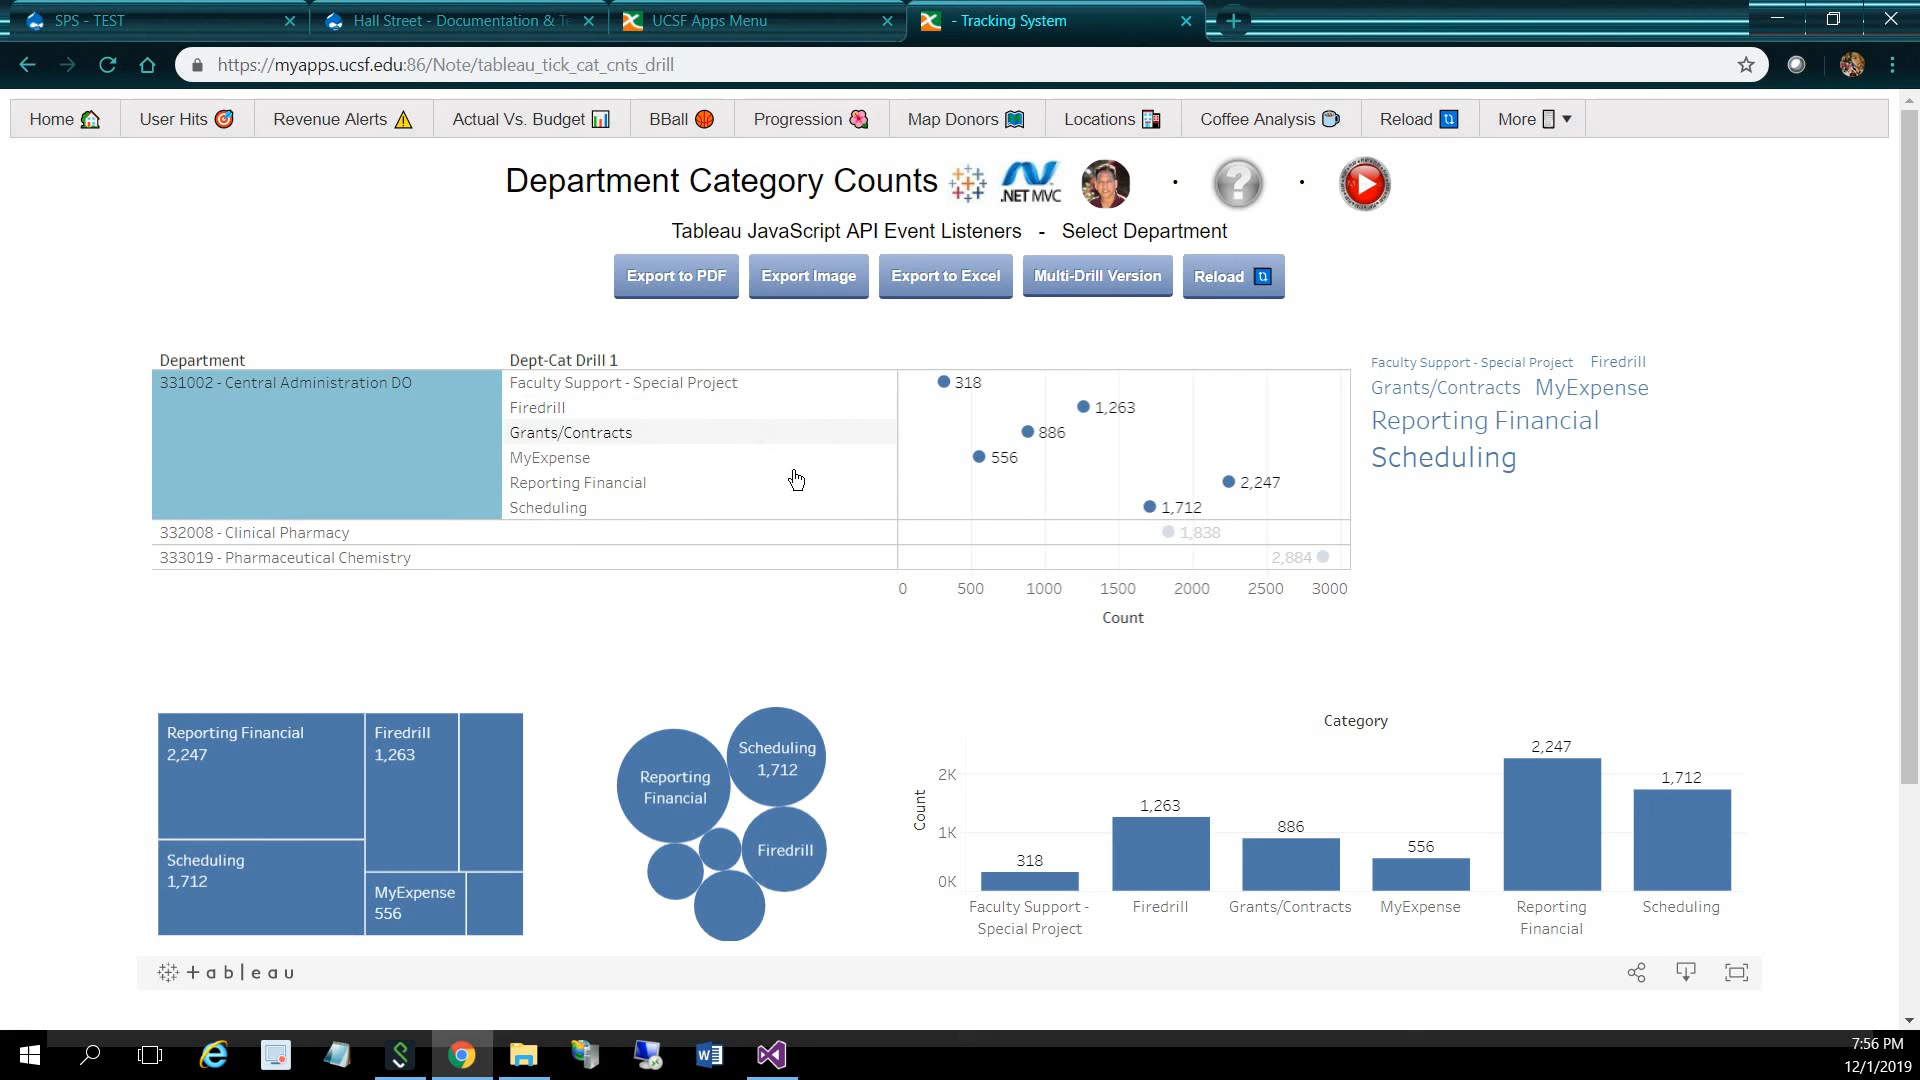 SPS - TEST
Hall Street - Documentation & Te
UCSF Apps Menu
- Tracking System
https://myapps.ucsf.edu:86/Note/tableau_tick_cat_cnts_drill
Home User Hits Revenue Alerts Actual Vs. Budget BBall Progression Map Donors Locations Coffee Analysis Reload More
Department Category Counts .NET MVC
Tableau JavaScript API Event Listeners - Select Department
Export to PDF Export Image Export to Excel Multi-Drill Version Reload
Department Dept-Cat Drill 1
331002 - Central Administration DO Faculty Support - Special Project 318
Firedrill 1,263
Grants/Contracts 886
MyExpense 556
Reporting Financial 2,247
Scheduling 1,712
332008 - Clinical Pharmacy 1,838
333019 - Pharmaceutical Chemistry 2,884
0 500 1000 1500 2000 2500 3000
Count
Faculty Support - Special Project Firedrill
Grants/Contracts MyExpense
Reporting Financial
Scheduling
Reporting Financial
2,247
Firedrill
1,263
Scheduling
1,712
MyExpense
556
Scheduling
1,712
Reporting
Financial
Firedrill
Category
Count
2K
1K
0K
318
1,263
886
556
2,247
1,712
Faculty Support -
Special Project
Firedrill
Grants/Contracts
MyExpense
Reporting
Financial
Scheduling
+ a b l e a u
7:56 PM
12/1/2019